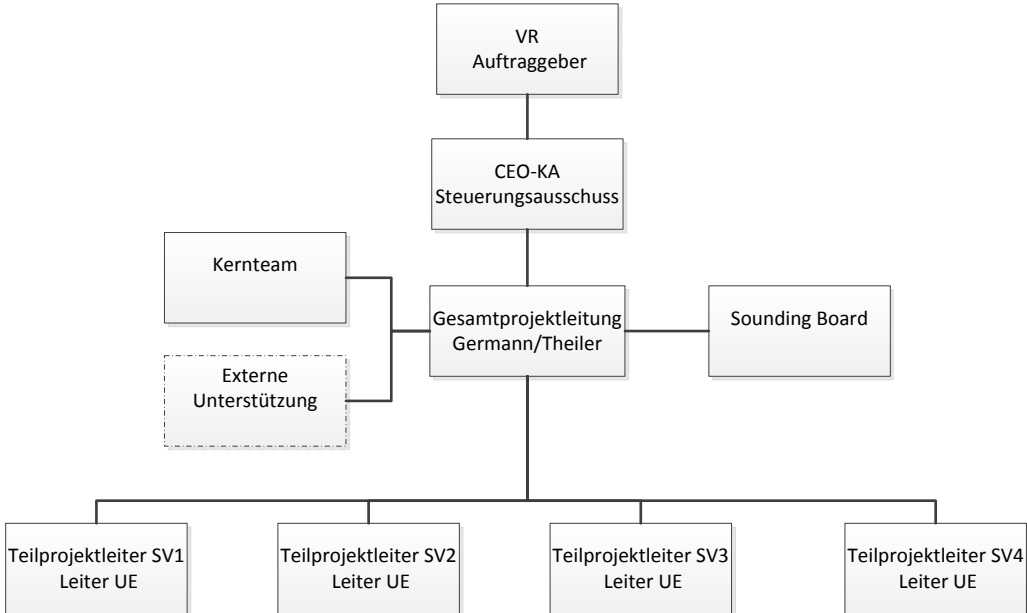 VR
Auftraggeber
CEO-KA
Steuerungsausschuss
Kernteam
Gesamtprojektleitung
Germann/Theiler
Sounding Board
Externe
Unterstützung
Teilprojektleiter SV1
Leiter UE
Teilprojektleiter SV2
Leiter UE
Teilprojektleiter SV3
Leiter UE
Teilprojektleiter SV4
Leiter UE